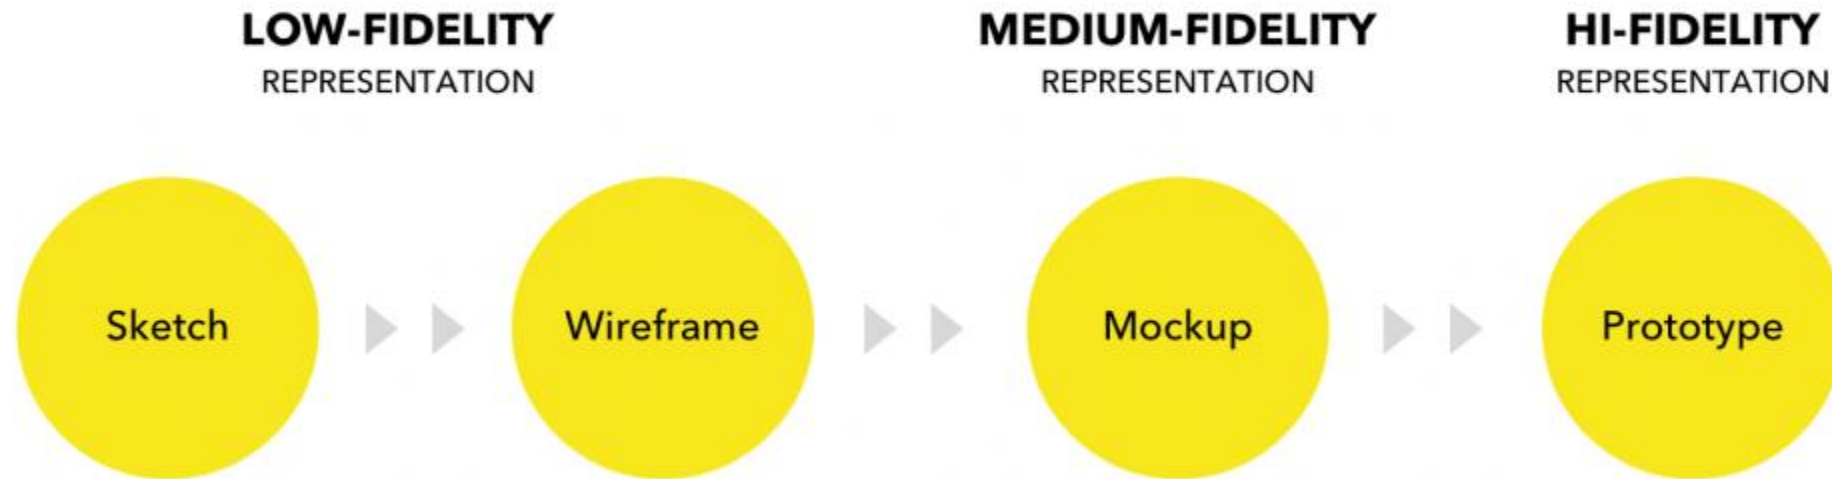 LOW-FIDELITY
REPRESENTATION
MEDIUM-FIDELITY
REPRESENTATION
HI-FIDELITY
REPRESENTATION
Sketch
Wireframe
Mockup
Prototype